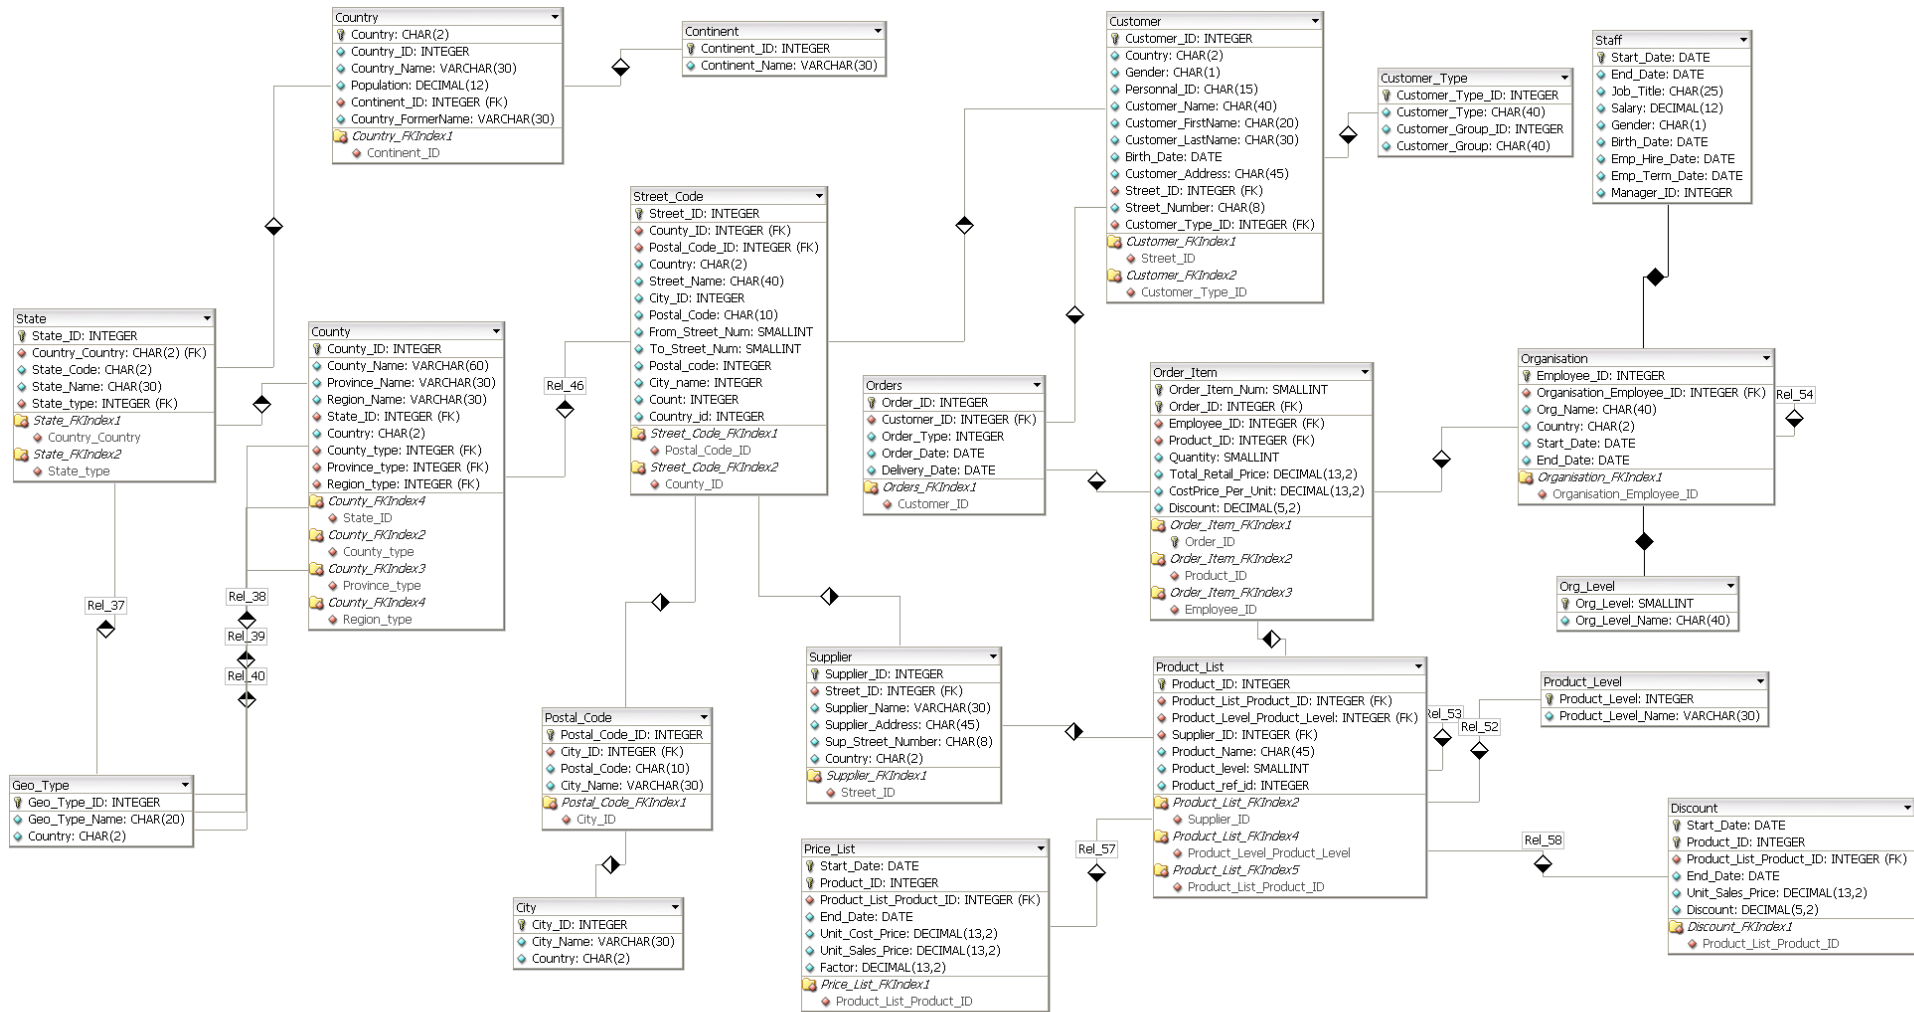 Country
Country: CHAR(2)
Country_ID: INTEGER
Country_Name: VARCHAR(30)
Population: DECIMAL(12)
Continent_ID: INTEGER (FK)
Country_FormerName: VARCHAR(30)
Country_FKIndex1
Continent_ID
Continent
Continent_ID: INTEGER
Continent_Name: VARCHAR(30)
Customer
Customer_ID: INTEGER
Country: CHAR(2)
Gender: CHAR(1)
Personnal_ID: CHAR(15)
Customer_Name: CHAR(40)
Customer_FirstName: CHAR(20)
Customer_LastName: CHAR(30)
Birth_Date: DATE
Customer_Address: CHAR(45)
Street_ID: INTEGER (FK)
Street_Number: CHAR(8)
Customer_Type_ID: INTEGER (FK)
Customer_FKIndex1
Street_ID
Customer_FKIndex2
Customer_Type_ID
Customer_Type
Customer_Type_ID: INTEGER
Customer_Type: CHAR(40)
Customer_Group_ID: INTEGER
Customer_Group: CHAR(40)
Staff
Start_Date: DATE
End_Date: DATE
Job_Title: CHAR(25)
Salary: DECIMAL(12)
Gender: CHAR(1)
Birth_Date: DATE
Emp_Hire_Date: DATE
Emp_Term_Date: DATE
Manager_ID: INTEGER
State
State_ID: INTEGER
Country_Country: CHAR(2) (FK)
State_Code: CHAR(2)
State_Name: CHAR(30)
State_type: INTEGER (FK)
State_FKIndex1
Country_Country
State_FKIndex2
State_type
County
County_ID: INTEGER
County_Name: VARCHAR(60)
Province_Name: VARCHAR(30)
Region_Name: VARCHAR(30)
State_ID: INTEGER (FK)
Country: CHAR(2)
County_type: INTEGER (FK)
Province_type: INTEGER (FK)
Region_type: INTEGER (FK)
County_FKIndex4
State_ID
County_FKIndex2
County_type
County_FKIndex3
Province_type
County_FKIndex4
Region_type
Rel_46
Street_Code
Street_ID: INTEGER
County_ID: INTEGER (FK)
Postal_Code_ID: INTEGER (FK)
Country: CHAR(2)
Street_Name: CHAR(40)
City_ID: INTEGER
Postal_Code: CHAR(10)
From_Street_Num: SMALLINT
To_Street_Num: SMALLINT
Postal_code: INTEGER
City_name: INTEGER
Count: INTEGER
Country_id: INTEGER
Street_Code_FKIndex1
Postal_Code_ID
Street_Code_FKIndex2
County_ID
Orders
Order_ID: INTEGER
Customer_ID: INTEGER (FK)
Order_Type: INTEGER
Order_Date: DATE
Delivery_Date: DATE
Orders_FKIndex1
Customer_ID
Order_Item
Order_Item_Num: SMALLINT
Order_ID: INTEGER (FK)
Employee_ID: INTEGER (FK)
Product_ID: INTEGER (FK)
Quantity: SMALLINT
Total_Retail_Price: DECIMAL(13,2)
CostPrice_Per_Unit: DECIMAL(13,2)
Discount: DECIMAL(5,2)
Order_Item_FKIndex1
Order_ID
Order_Item_FKIndex2
Product_ID
Order_Item_FKIndex3
Employee_ID
Organisation
Employee_ID: INTEGER
Organisation_Employee_ID: INTEGER (FK)
Org_Name: CHAR(40)
Country: CHAR(2)
Start_Date: DATE
End_Date: DATE
Organisation_FKIndex1
Organisation_Employee_ID
Rel_54
Org_Level
Org_Level: SMALLINT
Org_Level_Name: CHAR(40)
Rel_37
Rel_38
Rel_39
Rel_40
Geo_Type
Geo_Type_ID: INTEGER
Geo_Type_Name: CHAR(20)
Country: CHAR(2)
Postal_Code
Postal_Code_ID: INTEGER
City_ID: INTEGER (FK)
Postal_Code: CHAR(10)
City_Name: VARCHAR(30)
Postal_Code_FKIndex1
City_ID
City
City_ID: INTEGER
City_Name: VARCHAR(30)
Country: CHAR(2)
Supplier
Supplier_ID: INTEGER
Street_ID: INTEGER (FK)
Supplier_Name: VARCHAR(30)
Supplier_Address: CHAR(45)
Sup_Street_Number: CHAR(8)
Country: CHAR(2)
Supplier_FKIndex1
Street_ID
Price_List
Start_Date: DATE
Product_ID: INTEGER
Product_List_Product_ID: INTEGER (FK)
End_Date: DATE
Unit_Cost_Price: DECIMAL(13,2)
Unit_Sales_Price: DECIMAL(13,2)
Factor: DECIMAL(13,2)
Price_List_FKIndex1
Product_List_Product_ID
Rel_57
Product_List
Product_ID: INTEGER
Product_List_Product_ID: INTEGER (FK)
Product_Level_Product_Level: INTEGER (FK)
Supplier_ID: INTEGER (FK)
Product_Name: CHAR(45)
Product_level: SMALLINT
Product_ref_id: INTEGER
Product_List_FKIndex2
Supplier_ID
Product_List_FKIndex4
Product_Level_Product_Level
Product_List_FKIndex5
Product_List_Product_ID
Rel_53
Rel_52
Product_Level
Product_Level: INTEGER
Product_Level_Name: VARCHAR(30)
Rel_58
Discount
Start_Date: DATE
Product_ID: INTEGER
Product_List_Product_ID: INTEGER (FK)
End_Date: DATE
Unit_Sales_Price: DECIMAL(13,2)
Discount: DECIMAL(5,2)
Discount_FKIndex1
Product_List_Product_ID